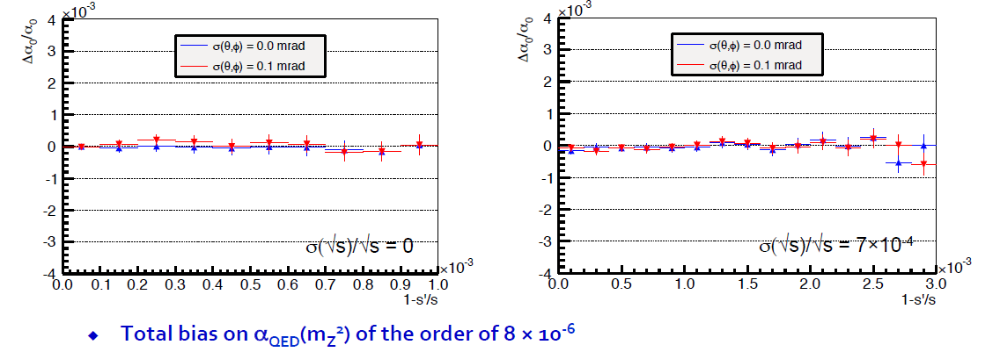 ×10⁻³
Δα₀/α₀
4
3
2
1
0
-1
-2
-3
-4
σ(θ,ϕ) = 0.0 mrad
σ(θ,ϕ) = 0.1 mrad
σ(√s)/√s = 0
0.0 0.1 0.2 0.3 0.4 0.5 0.6 0.7 0.8 0.9 1.0
×10⁻³
1-s'/s
×10⁻³
Δα₀/α₀
4
3
2
1
0
-1
-2
-3
-4
σ(θ,ϕ) = 0.0 mrad
σ(θ,ϕ) = 0.1 mrad
σ(√s)/√s = 7×10⁻⁴
0.0 0.5 1.0 1.5 2.0 2.5 3.0
×10⁻³
1-s'/s
◆ Total bias on α_QED(m_Z²) of the order of 8 × 10⁻⁶